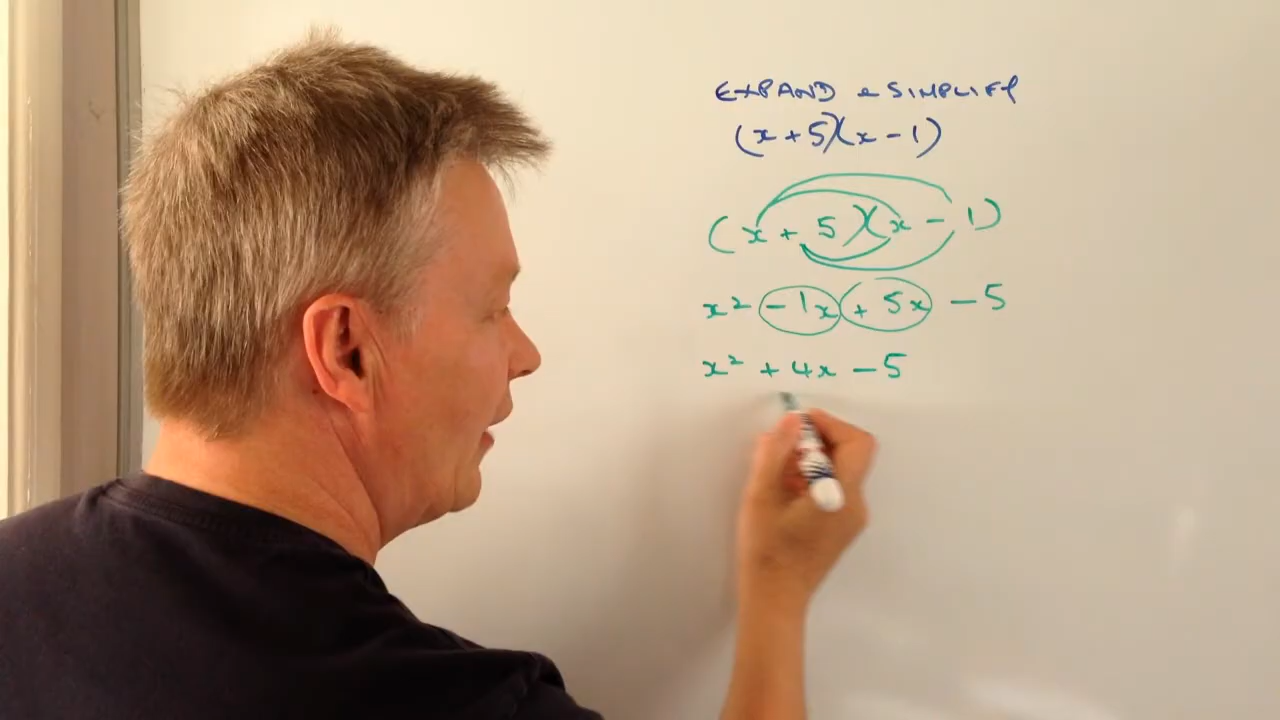 EXPAND & SIMPLIFY
(x+5)(x-1)
(x + 5)(x - 1)
x² - 1x + 5x - 5
x² + 4x - 5